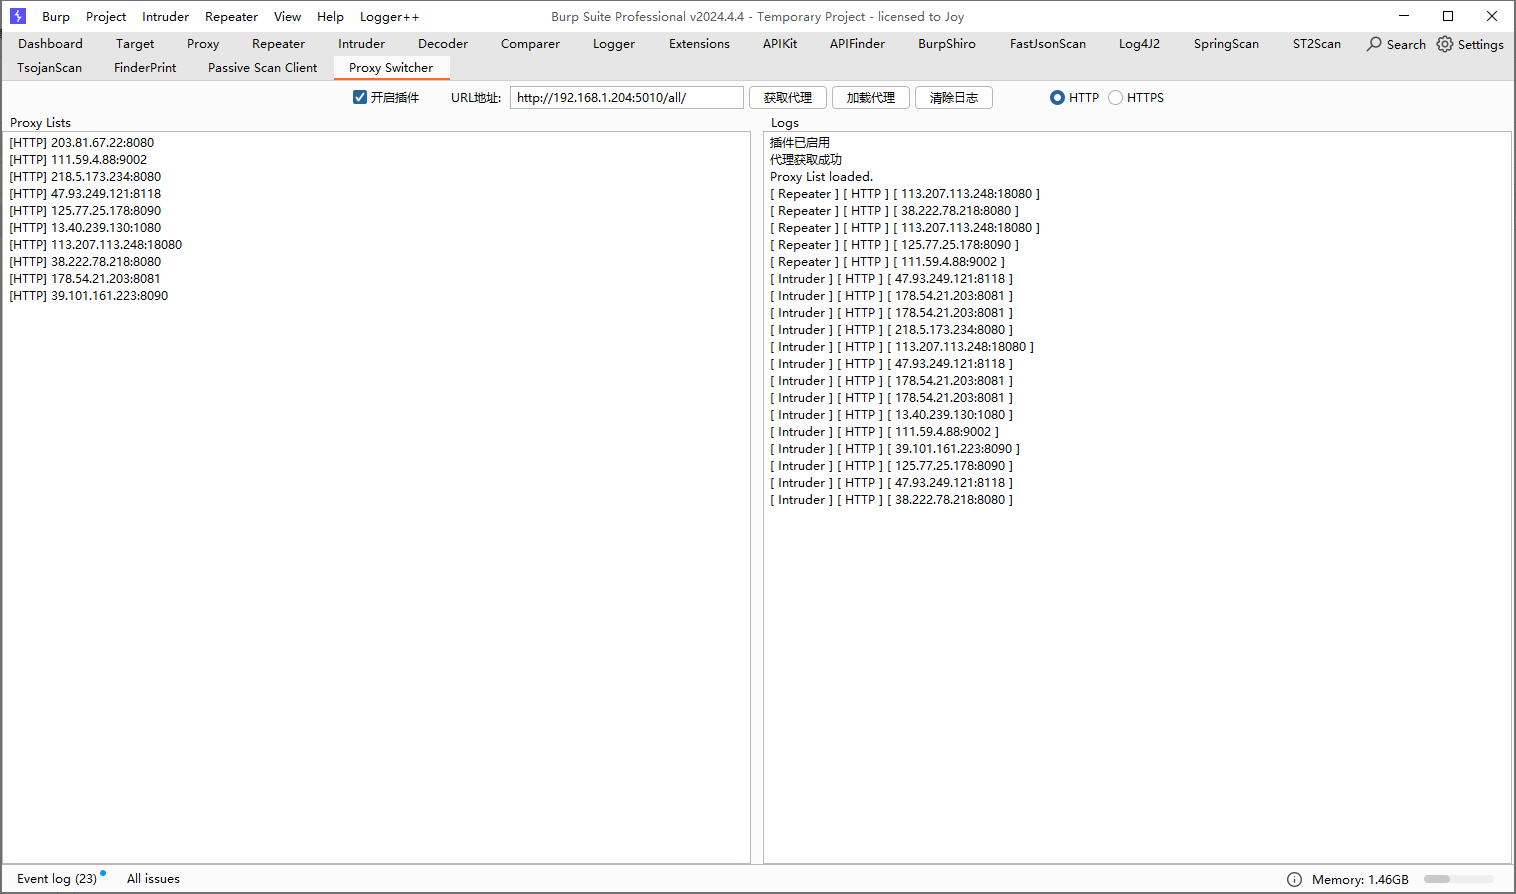 Burp Project Intruder Repeater View Help Logger++ Burp Suite Professional v2024.4.4 - Temporary Project - licensed to Joy
Dashboard Target Proxy Repeater Intruder Decoder Comparer Logger Extensions APIKit APIFinder BurpShiro FastJsonScan Log4J2 SpringScan ST2Scan Search Settings
TsojanScan FinderPrint Passive Scan Client Proxy Switcher
开启插件 URL地址: http://192.168.1.204:5010/all/ 获取代理 加载代理 清除日志 HTTP HTTPS
Proxy Lists
[HTTP] 203.81.67.22:8080
[HTTP] 111.59.4.88:9002
[HTTP] 218.5.173.234:8080
[HTTP] 47.93.249.121:8118
[HTTP] 125.77.25.178:8090
[HTTP] 13.40.239.130:1080
[HTTP] 113.207.113.248:18080
[HTTP] 38.222.78.218:8080
[HTTP] 178.54.21.203:8081
[HTTP] 39.101.161.223:8090
Logs
插件已启用
代理获取成功
Proxy List loaded.
[ Repeater ] [ HTTP ] [ 113.207.113.248:18080 ]
[ Repeater ] [ HTTP ] [ 38.222.78.218:8080 ]
[ Repeater ] [ HTTP ] [ 113.207.113.248:18080 ]
[ Repeater ] [ HTTP ] [ 125.77.25.178:8090 ]
[ Repeater ] [ HTTP ] [ 111.59.4.88:9002 ]
[ Intruder ] [ HTTP ] [ 47.93.249.121:8118 ]
[ Intruder ] [ HTTP ] [ 178.54.21.203:8081 ]
[ Intruder ] [ HTTP ] [ 178.54.21.203:8081 ]
[ Intruder ] [ HTTP ] [ 218.5.173.234:8080 ]
[ Intruder ] [ HTTP ] [ 113.207.113.248:18080 ]
[ Intruder ] [ HTTP ] [ 47.93.249.121:8118 ]
[ Intruder ] [ HTTP ] [ 178.54.21.203:8081 ]
[ Intruder ] [ HTTP ] [ 178.54.21.203:8081 ]
[ Intruder ] [ HTTP ] [ 13.40.239.130:1080 ]
[ Intruder ] [ HTTP ] [ 111.59.4.88:9002 ]
[ Intruder ] [ HTTP ] [ 39.101.161.223:8090 ]
[ Intruder ] [ HTTP ] [ 125.77.25.178:8090 ]
[ Intruder ] [ HTTP ] [ 47.93.249.121:8118 ]
[ Intruder ] [ HTTP ] [ 38.222.78.218:8080 ]
Event log (23) All issues Memory: 1.46GB